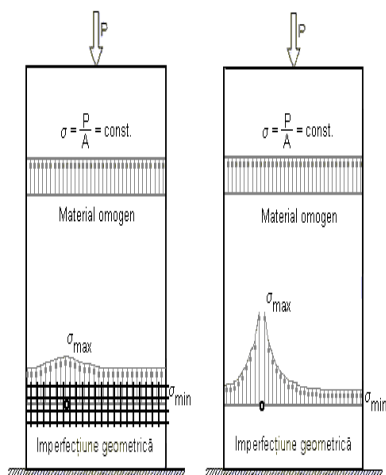 P
σ = P/A = const.
Material omogen
σmax
σmin
Imperfecțiune geometrică
P
σ = P/A = const.
Material omogen
σmax
σmin
Imperfecțiune geometrică